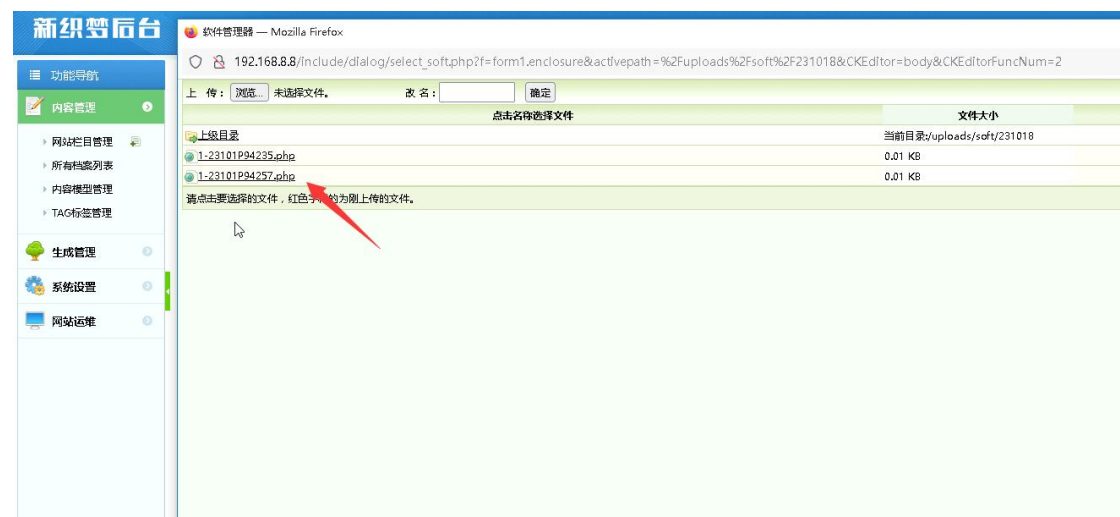 新织梦后台
软件管理器 — Mozilla Firefox
192.168.8.8/include/dialog/select_soft.php?f=form1.enclosure&activepath=%2Fuploads%2Fsoft%2F231018&CKEditor=body&CKEditorFuncNum=2
功能导航
内容管理
网站栏目管理
所有档案列表
内容模型管理
TAG标签管理
生成管理
系统设置
网站运维
上 传： 浏览... 未选择文件。 改 名： 确定
点击名称选择文件 文件大小
上级目录 当前目录:/uploads/soft/231018
1-23101P94235.php 0.01 KB
1-23101P94257.php 0.01 KB
请点击要选择的文件，红色字 的为刚上传的文件。